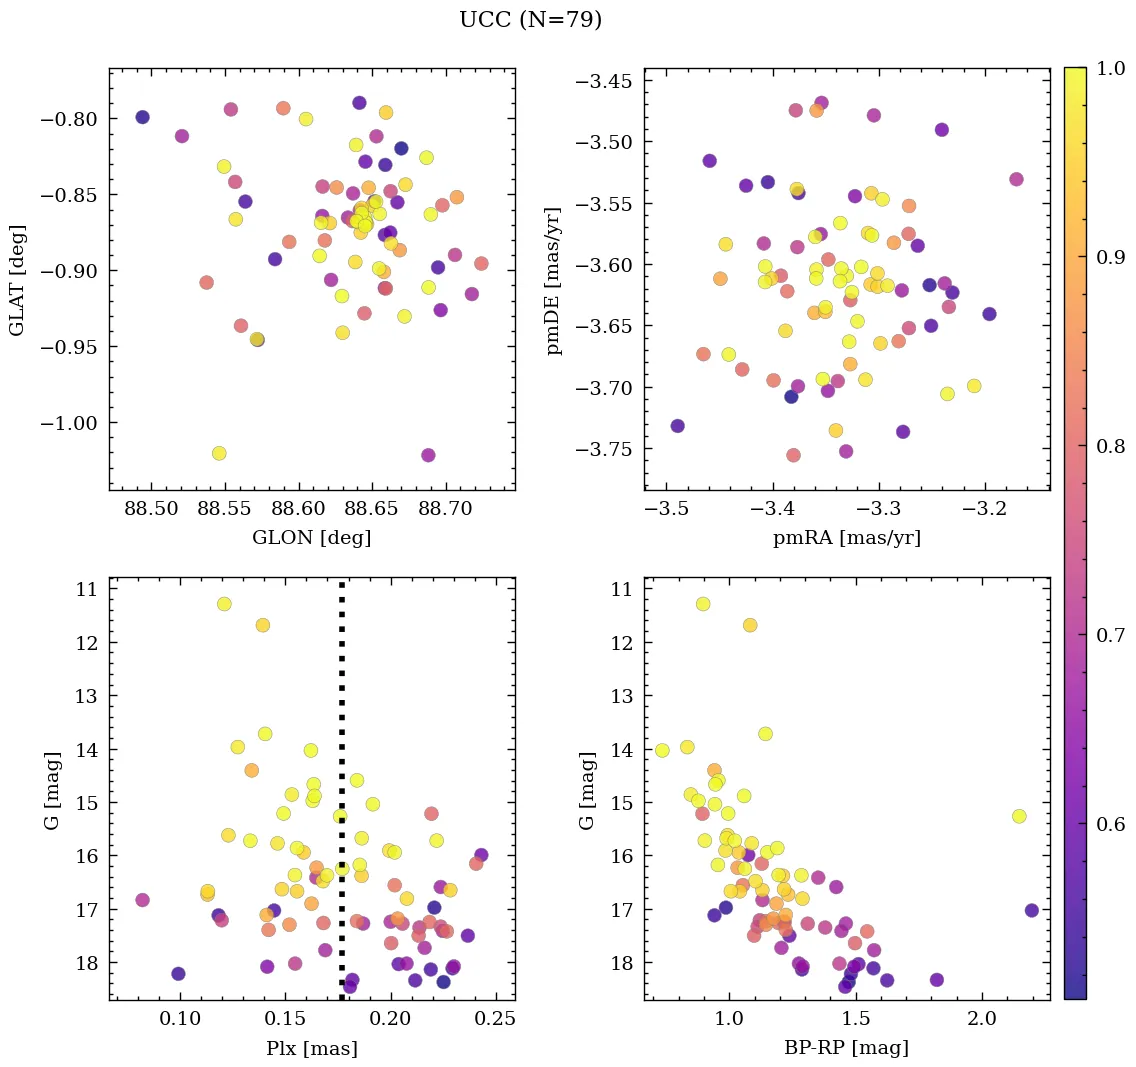 UCC (N=79)
−0.80
−0.85
−0.90
−0.95
−1.00
GLAT [deg]
88.50 88.55 88.60 88.65 88.70
GLON [deg]
−3.45
−3.50
−3.55
−3.60
−3.65
−3.70
−3.75
pmDE [mas/yr]
−3.5 −3.4 −3.3 −3.2
pmRA [mas/yr]
1.0
0.9
0.8
0.7
0.6
11
12
13
14
15
16
17
18
G [mag]
0.10 0.15 0.20 0.25
Plx [mas]
11
12
13
14
15
16
17
18
G [mag]
1.0 1.5 2.0
BP-RP [mag]